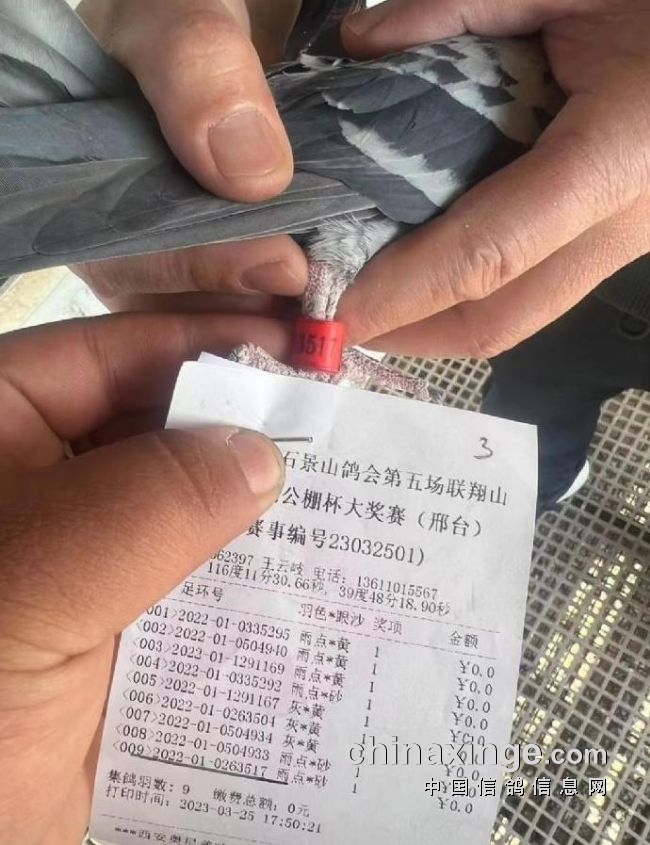 3517
3
石景山鸽会第五场联翔山
公棚杯大奖赛（邢台）
赛事编号23032501)
662397 王云岐 电话：13611015567
116度11分30.66秒，39度48分18.90秒
足环号 羽色*眼沙 奖项 金额
001>2022-01-0335295 雨点*黄 1 ¥0.0
<002>2022-01-0504940 雨点*黄 1 ¥0.0
<003>2022-01-1291169 雨点*黄 1 ¥0.0
<004>2022-01-0335292 雨点*砂 1 ¥0.0
<005>2022-01-1291167 灰*黄 1 ¥0.0
<006>2022-01-0263504 灰*黄 1 ¥0.0
<007>2022-01-0504934 灰*黄
<008>2022-01-0504933 雨点*砂 1 ¥0.0
<009>2022-01-0263517 雨点*砂 1 ¥0.0
集鸽羽数：9 缴费总额：0元
打印时间：2023-03-25 17:50:21
chinaxinge.com
中国信鸽信息网